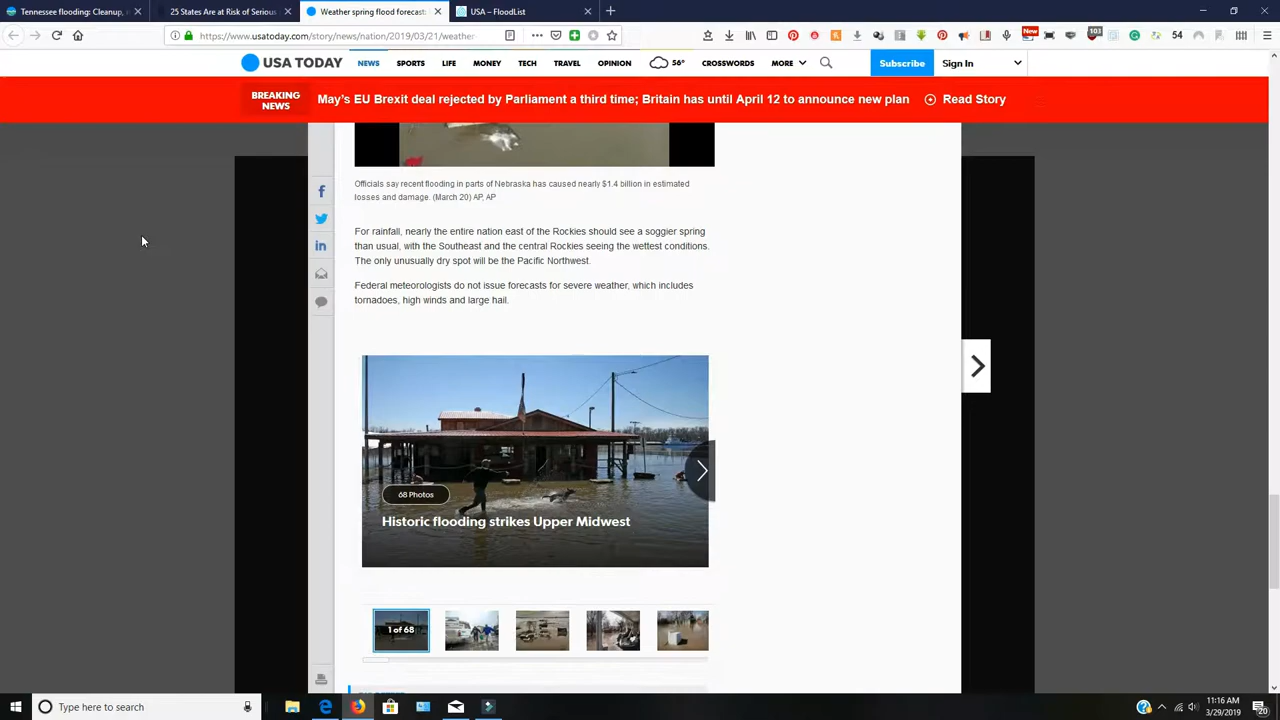 Tennessee flooding: Cleanup,
25 States Are at Risk of Serious
Weather spring flood forecast:
USA – FloodList
https://www.usatoday.com/story/news/nation/2019/03/21/weather-
New
103
54
USA TODAY
NEWS
SPORTS
LIFE
MONEY
TECH
TRAVEL
OPINION
56°
CROSSWORDS
MORE
Subscribe
Sign In
BREAKING
NEWS
May's EU Brexit deal rejected by Parliament a third time; Britain has until April 12 to announce new plan
Read Story
Officials say recent flooding in parts of Nebraska has caused nearly $1.4 billion in estimated
losses and damage. (March 20) AP, AP
For rainfall, nearly the entire nation east of the Rockies should see a soggier spring
than usual, with the Southeast and the central Rockies seeing the wettest conditions.
The only unusually dry spot will be the Pacific Northwest.
Federal meteorologists do not issue forecasts for severe weather, which includes
tornadoes, high winds and large hail.
68 Photos
Historic flooding strikes Upper Midwest
1 of 68
Type here to search
11:16 AM
3/29/2019
20